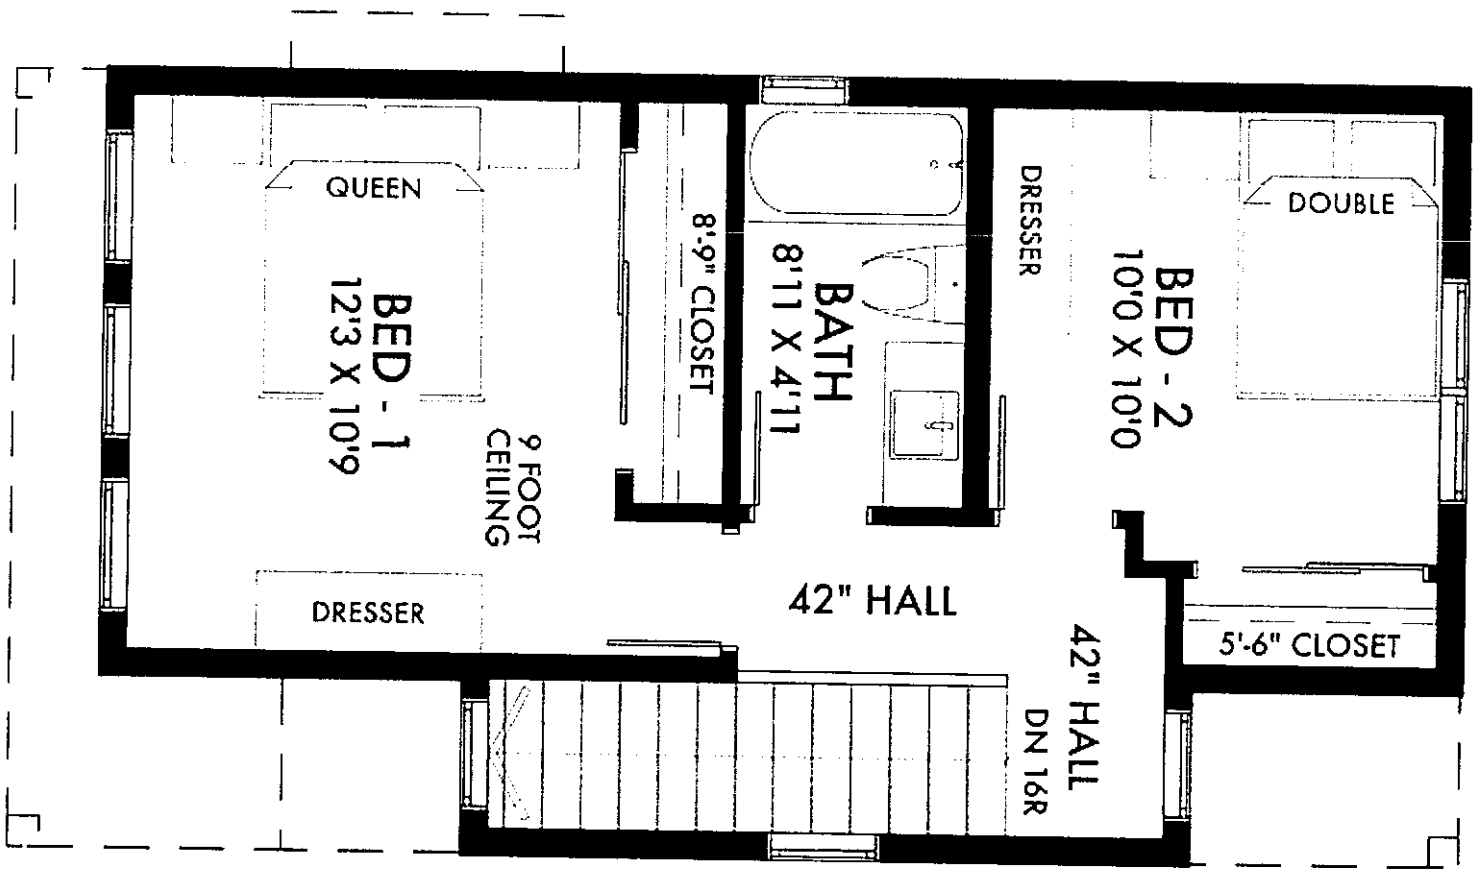 QUEEN
BED - 1
12'3 X 10'9
9 FOOT
CEILING
DRESSER
8'-9" CLOSET
BATH
8'11 X 4'11
DRESSER
BED - 2
10'0 X 10'0
DOUBLE
5'-6" CLOSET
42" HALL
42" HALL
DN 16R